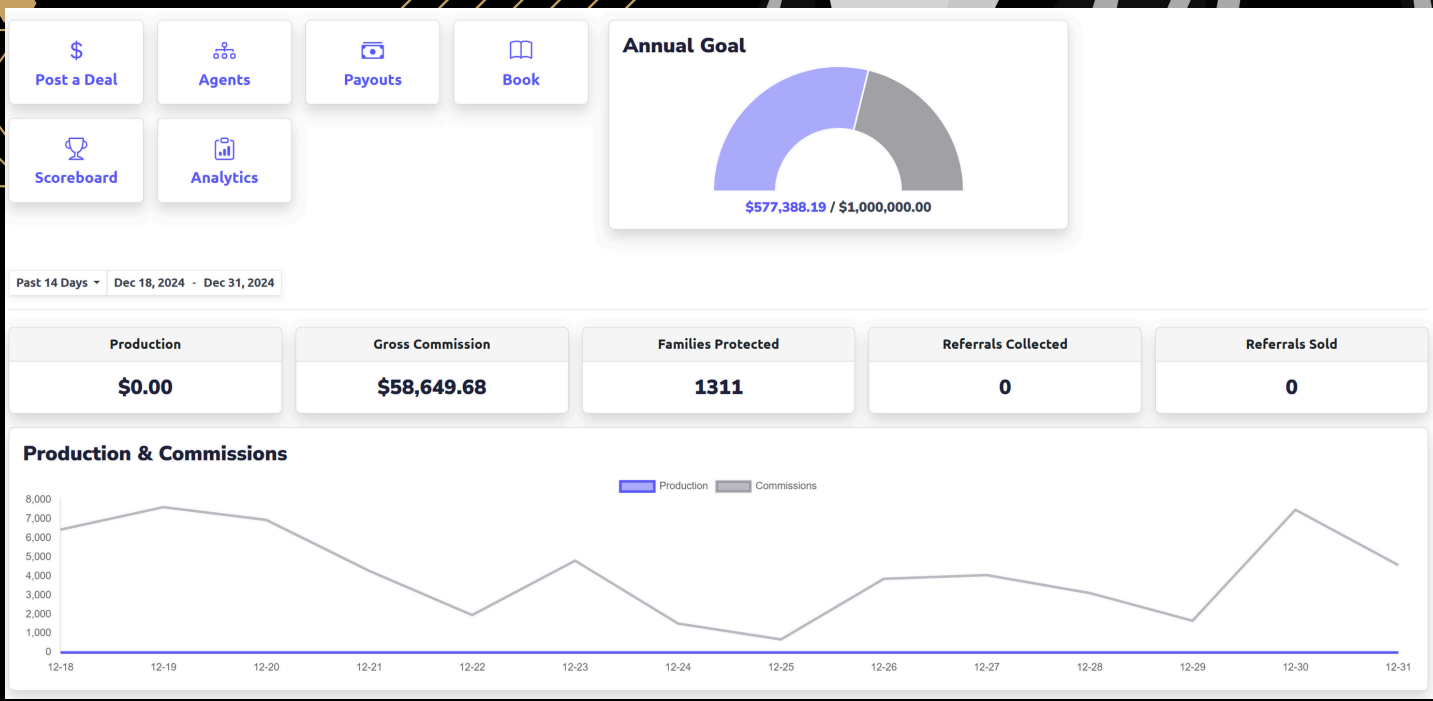 Post a Deal
Agents
Payouts
Book
Scoreboard
Analytics
Annual Goal
$577,388.19 / $1,000,000.00
Past 14 Days
Dec 18, 2024 - Dec 31, 2024
Production
$0.00
Gross Commission
$58,649.68
Families Protected
1311
Referrals Collected
0
Referrals Sold
0
Production & Commissions
Production
Commissions
8,000
7,000
6,000
5,000
4,000
3,000
2,000
1,000
0
12-18 12-19 12-20 12-21 12-22 12-23 12-24 12-25 12-26 12-27 12-28 12-29 12-30 12-31